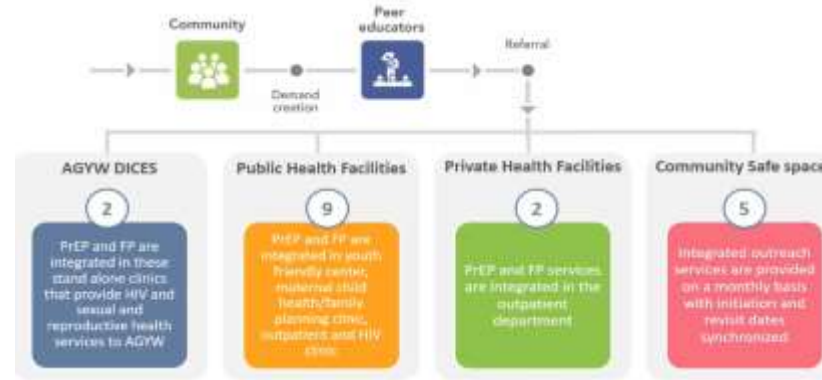 Community
Peer
educators
Referral
Demand
creation
AGYW DICES
2
PrEP and FP are
integrated in these
stand alone clinics
that provide HIV and
sexual and
reproductive health
services to AGYW
Public Health Facilities
9
PrEP and FP are
integrated in youth
friendly center,
maternal child
health/family
planning clinic,
outpatient and HIV
clinic
Private Health Facilities
2
PrEP and FP services
are integrated in the
outpatient
department
Community Safe space
5
Integrated outreach
services are provided
on a monthly basis
with initiation and
revisit dates
synchronized